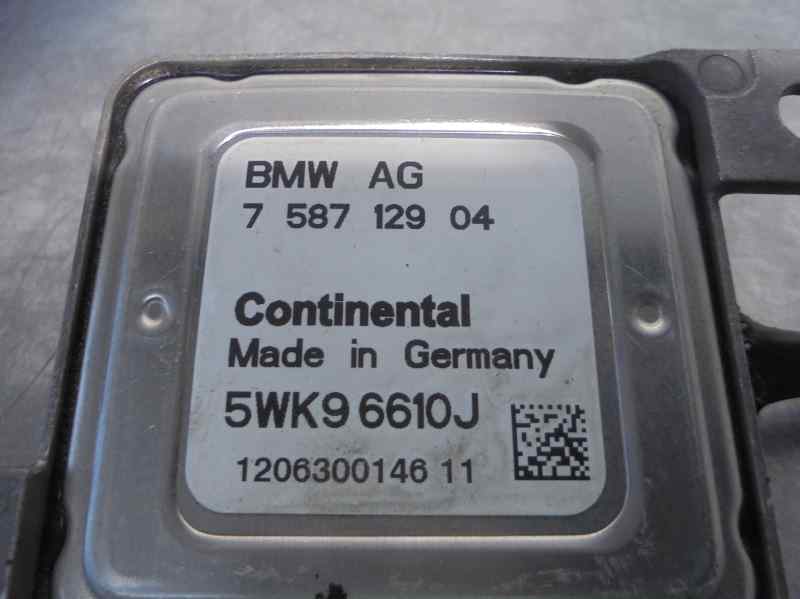 BMW AG
7 587 129 04
Continental
Made in Germany
5WK9 6610J
1206300146 11